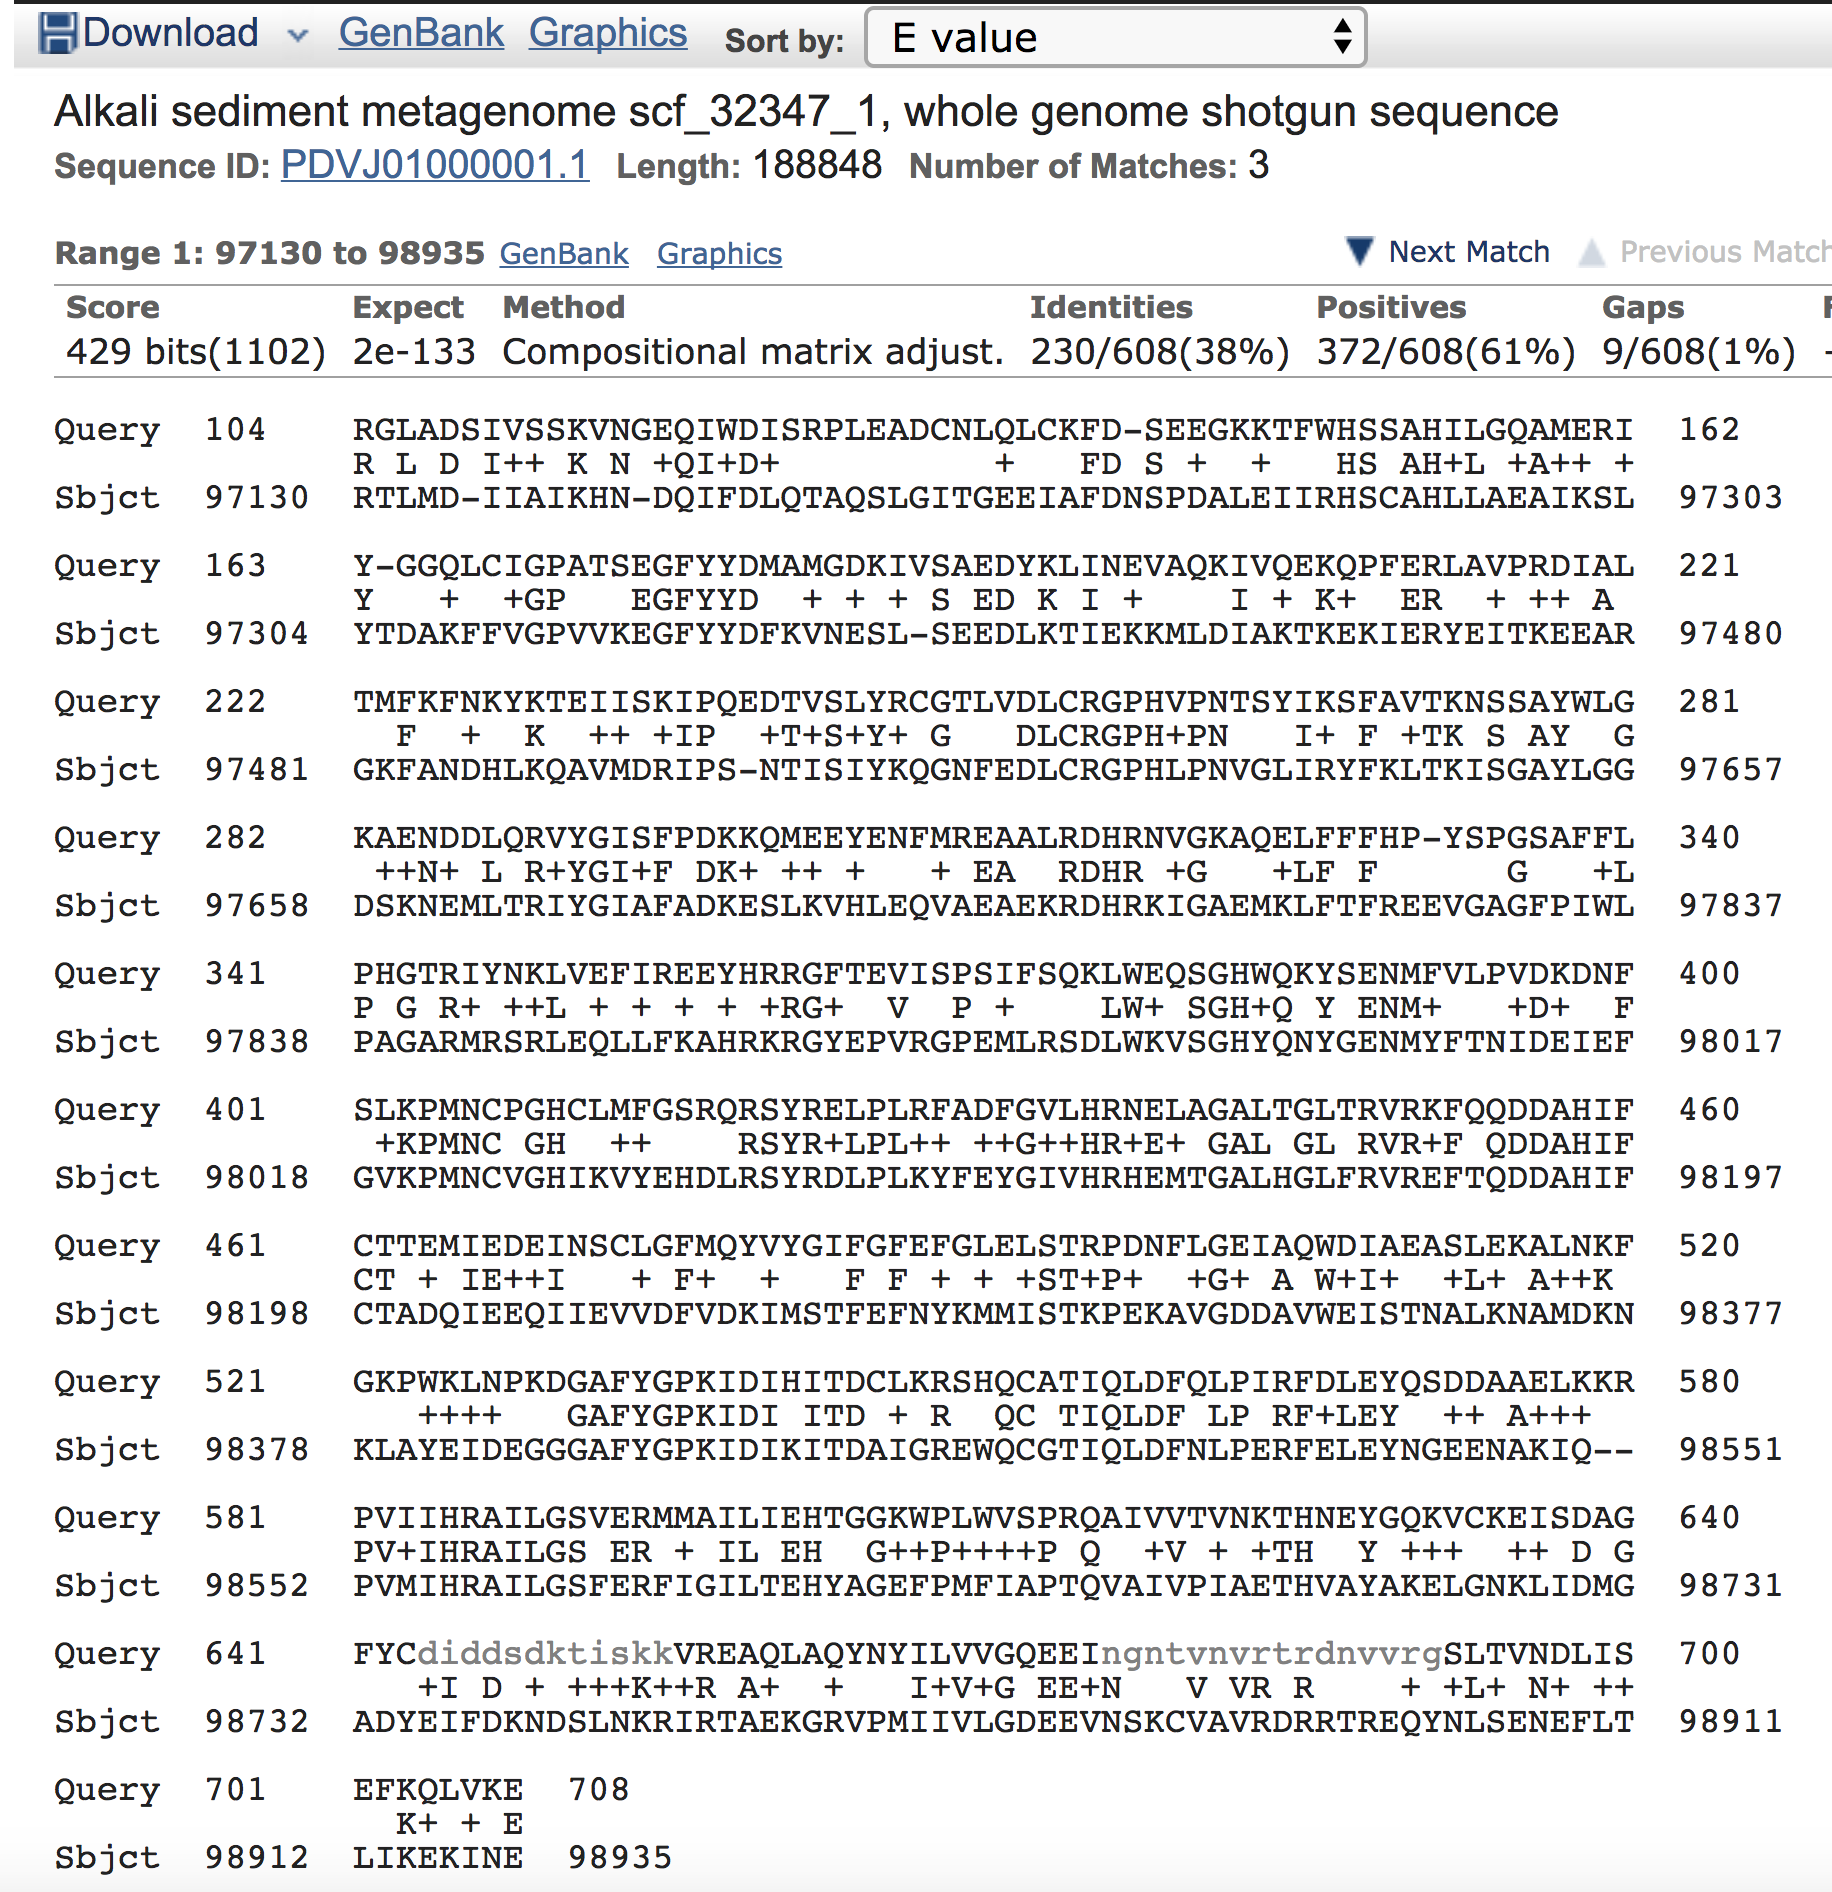 Download GenBank Graphics Sort by: E value
Alkali sediment metagenome scf_32347_1, whole genome shotgun sequence
Sequence ID: PDVJ01000001.1 Length: 188848 Number of Matches: 3
Range 1: 97130 to 98935 GenBank Graphics Next Match Previous Match
Score Expect Method Identities Positives Gaps F
429 bits(1102) 2e-133 Compositional matrix adjust. 230/608(38%) 372/608(61%) 9/608(1%) -
Query 104 RGLADSIVSSKVNGEQIWDISRPLEADCNLQLCKFD-SEEGKKTFWHSSAHILGQAMERI 162
R L D I++ K N +QI+D+ + FD S + + HS AH+L +A++ +
Sbjct 97130 RTLMD-IIAIKHN-DQIFDLQTAQSLGITGEEIAFDNSPDALEIIRHSCAHLLAEAIKSL 97303
Query 163 Y-GGQLCIGPATSEGFYYDMAMGDKIVSAEDYKLINEVAQKIVQEKQPFERLAVPRDIAL 221
Y + +GP EGFYYD + + + S ED K I + I + K+ ER + ++ A
Sbjct 97304 YTDAKFFVGPVVKEGFYYDFKVNESL-SEEDLKTIEKKMLDIAKTKEKIERYEITKEEAR 97480
Query 222 TMFKFNKYKTEIISKIPQEDTVSLYRCGTLVDLCRGPHVPNTSYIKSFAVTKNSSAYWLG 281
F + K ++ +IP +T+S+Y+ G DLCRGPH+PN I+ F +TK S AY G
Sbjct 97481 GKFANDHLKQAVMDRIPS-NTISIYKQGNFEDLCRGPHLPNVGLIRYFKLTKISGAYLGG 97657
Query 282 KAENDDLQRVYGISFPDKKQMEEYENFMREAALRDHRNVGKAQELFFFHP-YSPGSAFFL 340
++N+ L R+YGI+F DK+ ++ + + EA RDHR +G +LF F G +L
Sbjct 97658 DSKNEMLTRIYGIAFADKESLKVHLEQVAEAEKRDHRKIGAEMKLFTFREEVGAGFPIWL 97837
Query 341 PHGTRIYNKLVEFIREEYHRRGFTEVISPSIFSQKLWEQSGHWQKYSENMFVLPVDKDNF 400
P G R+ ++L + + + + +RG+ V P + LW+ SGH+Q Y ENM+ +D+ F
Sbjct 97838 PAGARMRSRLEQLLFKAHRKRGYEPVRGPEMLRSDLWKVSGHYQNYGENMYFTNIDEIEF 98017
Query 401 SLKPMNCPGHCLMFGSRQRSYRELPLRFADFGVLHRNELAGALTGLTRVRKFQQDDAHIF 460
+KPMNC GH ++ RSYR+LPL++ ++G++HR+E+ GAL GL RVR+F QDDAHIF
Sbjct 98018 GVKPMNCVGHIKVYEHDLRSYRDLPLKYFEYGIVHRHEMTGALHGLFRVREFTQDDAHIF 98197
Query 461 CTTEMIEDEINSCLGFMQYVYGIFGFEFGLELSTRPDNFLGEIAQWDIAEASLEKALNKF 520
CT + IE++I + F+ + F F + + +ST+P+ +G+ A W+I+ +L+ A++K
Sbjct 98198 CTADQIEEQIIEVVDFVDKIMSTFEFNYKMMISTKPEKAVGDDAVWEISTNALKNAMDKN 98377
Query 521 GKPWKLNPKDGAFYGPKIDIHITDCLKRSHQCATIQLDFQLPIRFDLEYQSDDAAELKKR 580
++++ GAFYGPKIDI ITD + R QC TIQLDF LP RF+LEY ++ A+++
Sbjct 98378 KLAYEIDEGGGAFYGPKIDIKITDAIGREWQCGTIQLDFNLPERFELEYNGEENAKIQ-- 98551
Query 581 PVIIHRAILGSVERMMAILIEHTGGKWPLWVSPRQAIVVTVNKTHNEYGQKVCKEISDAG 640
PV+IHRAILGS ER + IL EH G++P++++P Q +V + +TH Y +++ ++ D G
Sbjct 98552 PVMIHRAILGSFERFIGILTEHYAGEFPMFIAPTQVAIVPIAETHVAYAKELGNKLIDMG 98731
Query 641 FYCdiddsdktiskkVREAQLAQYNYILVVGQEEIngntvnvrtrdnvvrgSLTVNDLIS 700
+I D + +++K++R A+ + I+V+G EE+N V VR R + +L+ N+ ++
Sbjct 98732 ADYEIFDKNDSLNKRIRTAEKGRVPMIIVLGDEEVNSKCVAVRDRRTREQYNLSENEFLT 98911
Query 701 EFKQLVKE 708
K+ + E
Sbjct 98912 LIKEKINE 98935